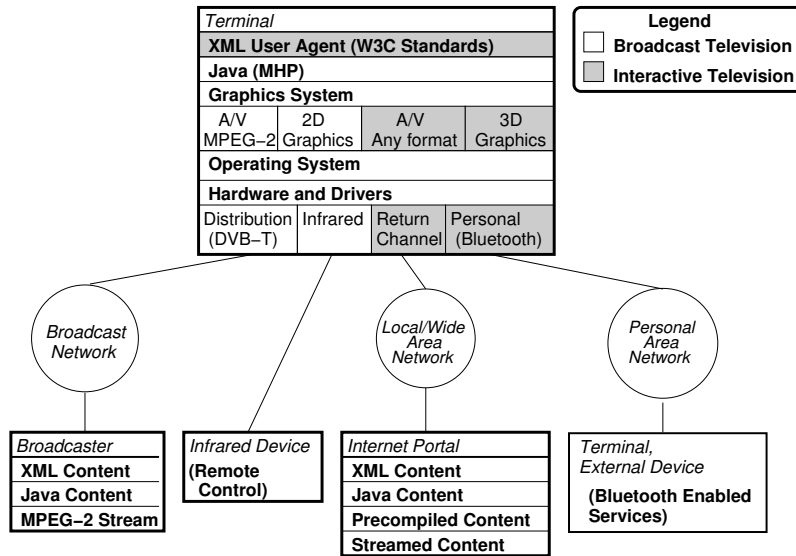 Terminal
XML User Agent (W3C Standards)
Java (MHP)
Graphics System
A/V
MPEG−2
2D
Graphics
A/V
Any format
3D
Graphics
Operating System
Hardware and Drivers
Distribution
(DVB−T)
Infrared
Return
Channel
Personal
(Bluetooth)
Legend
Broadcast Television
Interactive Television
Broadcast
Network
Local/Wide
Area
Network
Personal
Area
Network
Broadcaster
XML Content
Java Content
MPEG−2 Stream
Infrared Device
(Remote
Control)
Internet Portal
XML Content
Java Content
Precompiled Content
Streamed Content
Terminal,
External Device
(Bluetooth Enabled
Services)